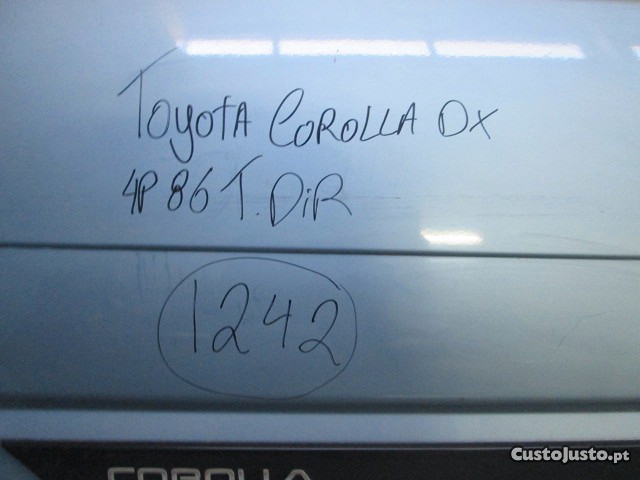 Toyota Corolla DX
4P 86 T. DiR
1242
COROLLA
CustoJusto.pt